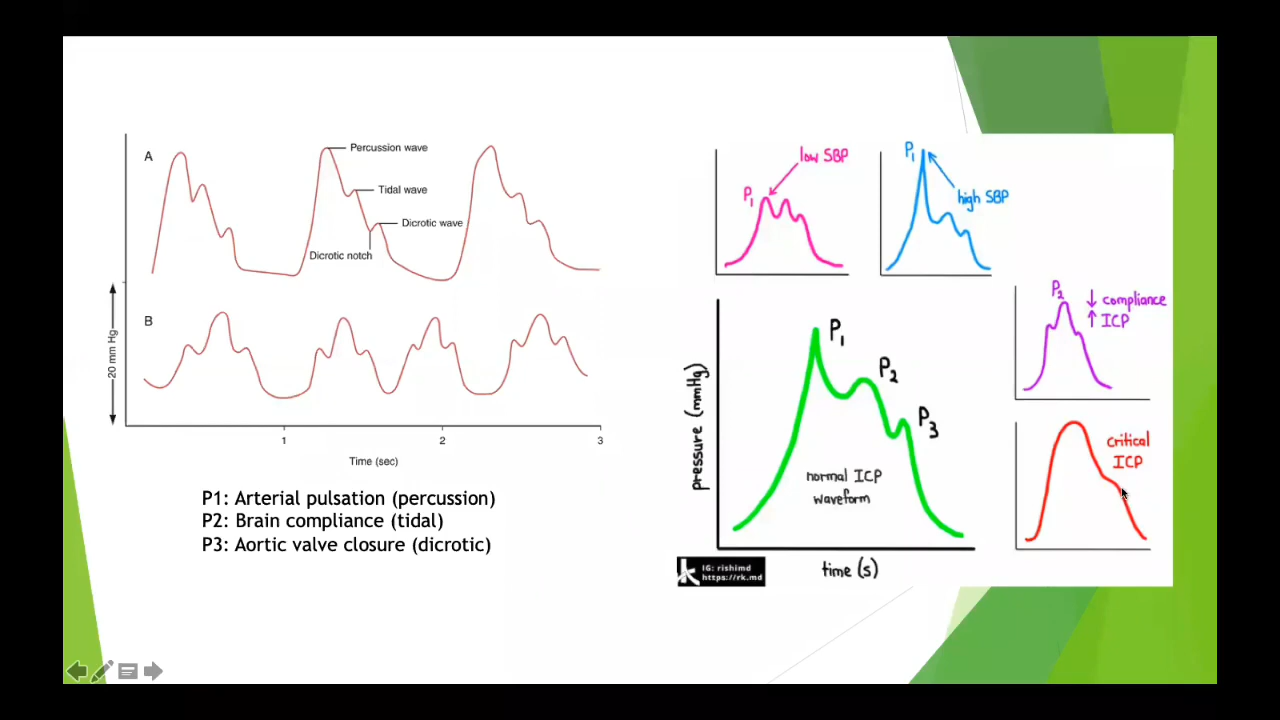 A
Percussion wave
Tidal wave
Dicrotic wave
Dicrotic notch
B
20 mm Hg
1
2
3
Time (sec)
P1: Arterial pulsation (percussion)
P2: Brain compliance (tidal)
P3: Aortic valve closure (dicrotic)
low SBP
P1
P1
high SBP
P2
↓ compliance
↑ ICP
P1
P2
P3
pressure (mmHg)
normal ICP
waveform
time (s)
critical
ICP
IG: rishimd
https://rk.md